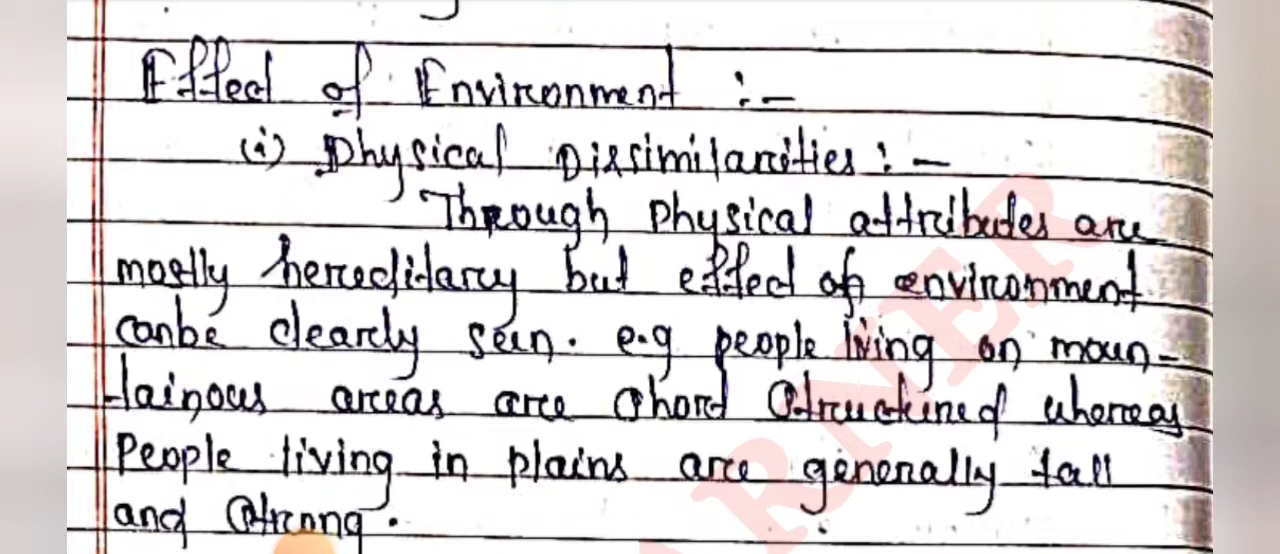 Effect of Environment :-
(i) Physical Dissimilarities :-
Through physical attributes are
mostly hereditary but effect of environment
canbe clearly seen. e.g people living on moun-
tainous areas are short structured whereas
People living in plains are generally tall
and strong.